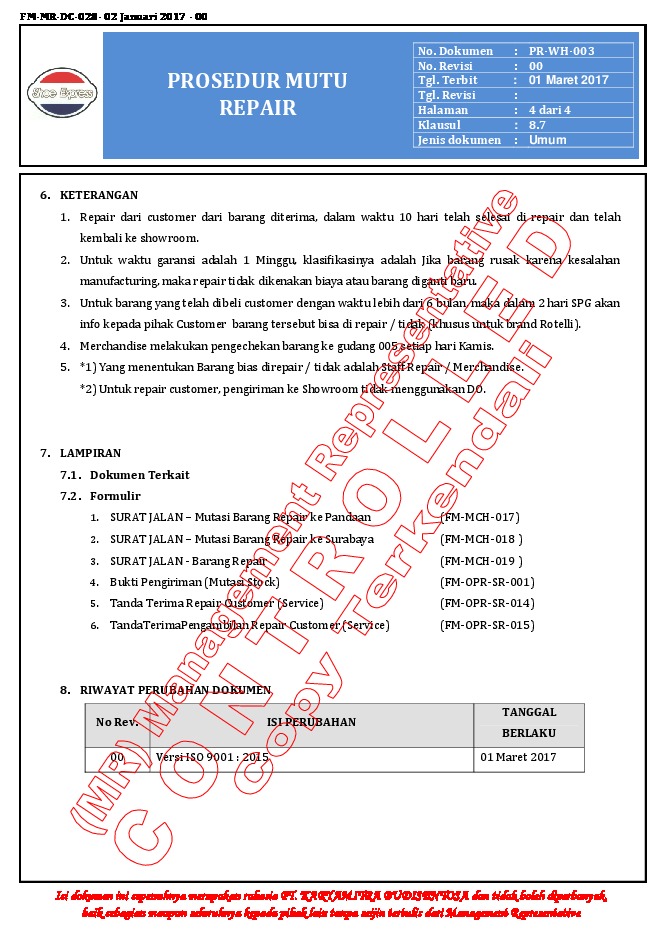 FM-MR-DC-028- 02 Januari 2017 - 00
Shoe Express
PROSEDUR MUTU
REPAIR
No. Dokumen : PR-WH-003
No. Revisi : 00
Tgl. Terbit : 01 Maret 2017
Tgl. Revisi :
Halaman : 4 dari 4
Klausul : 8.7
Jenis dokumen : Umum
6. KETERANGAN
1. Repair dari customer dari barang diterima, dalam waktu 10 hari telah selesai di repair dan telah
kembali ke showroom.
2. Untuk waktu garansi adalah 1 Minggu, klasifikasinya adalah Jika barang rusak karena kesalahan
manufacturing, maka repair tidak dikenakan biaya atau barang diganti baru.
3. Untuk barang yang telah dibeli customer dengan waktu lebih dari 6 bulan, maka dalam 2 hari SPG akan
info kepada pihak Customer barang tersebut bisa di repair / tidak (khusus untuk brand Rotelli).
4. Merchandise melakukan pengechekan barang ke gudang 005 setiap hari Kamis.
5. *1) Yang menentukan Barang bias direpair / tidak adalah Staff Repair / Merchandise.
*2) Untuk repair customer, pengiriman ke Showroom tidak menggunakan DO.
7. LAMPIRAN
7.1. Dokumen Terkait
7.2. Formulir
1. SURAT JALAN – Mutasi Barang Repair ke Pandaan (FM-MCH-017)
2. SURAT JALAN – Mutasi Barang Repair ke Surabaya (FM-MCH-018 )
3. SURAT JALAN - Barang Repair (FM-MCH-019 )
4. Bukti Pengiriman (Mutasi Stock) (FM-OPR-SR-001)
5. Tanda Terima Repair Customer (Service) (FM-OPR-SR-014)
6. TandaTerimaPengambilan Repair Customer (Service) (FM-OPR-SR-015)
8. RIWAYAT PERUBAHAN DOKUMEN
No Rev. ISI PERUBAHAN TANGGAL
BERLAKU
00 Versi ISO 9001 : 2015 01 Maret 2017
(MR) Management Representative
CONTROLLED
Copy Terkendali
Isi dokumen ini sepenuhnya merupakan rahasia PT. KARYAMITRA BUDISENTOSA dan tidak boleh diperbanyak,
baik sebagian maupun seluruhnya kepada pihak lain tanpa seijin tertulis dari Management Representative